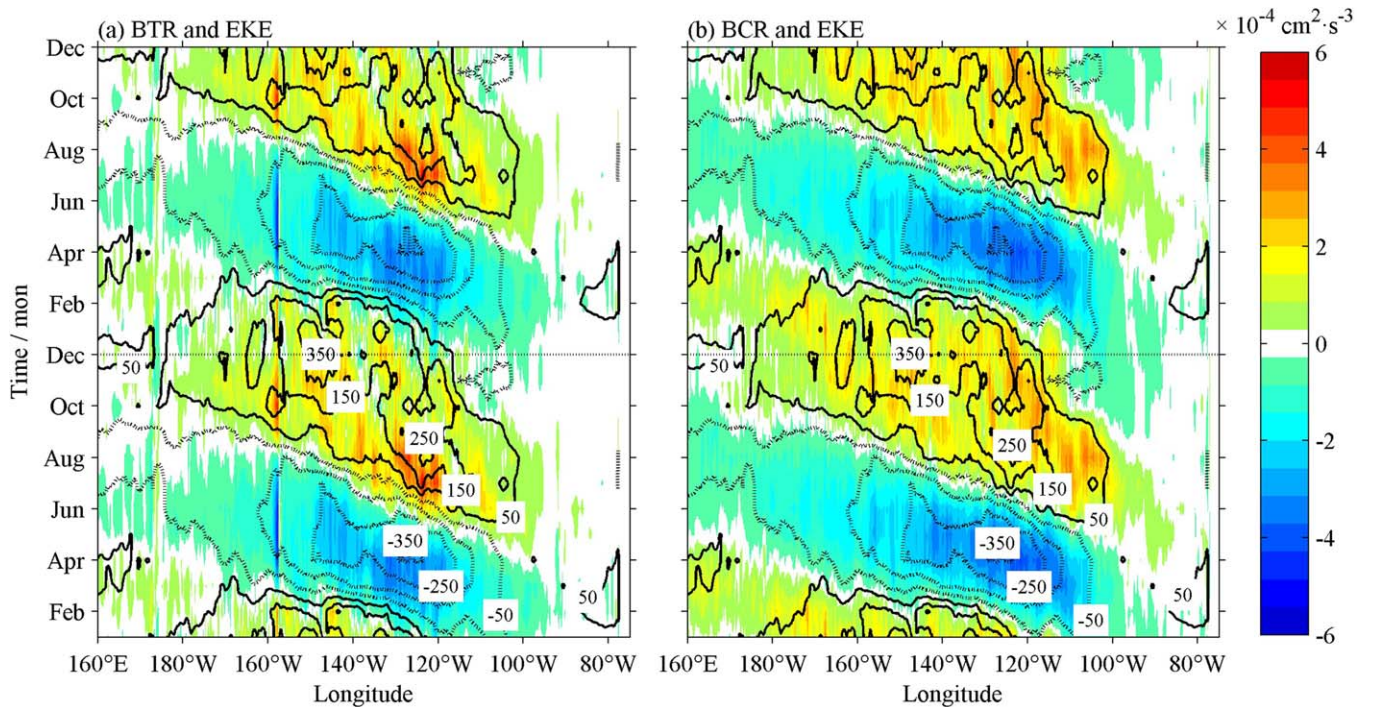 (a) BTR and EKE
(b) BCR and EKE
× 10⁻⁴ cm²·s⁻³
Time / mon
Dec
Oct
Aug
Jun
Apr
Feb
Dec
Oct
Aug
Jun
Apr
Feb
50
350
150
250
150
50
-350
-250
-50
50
50
350
150
250
150
50
-350
-250
-50
50
6
4
2
0
-2
-4
-6
160°E 180°W 160°W 140°W 120°W 100°W 80°W
160°E 180°W 160°W 140°W 120°W 100°W 80°W
Longitude
Longitude